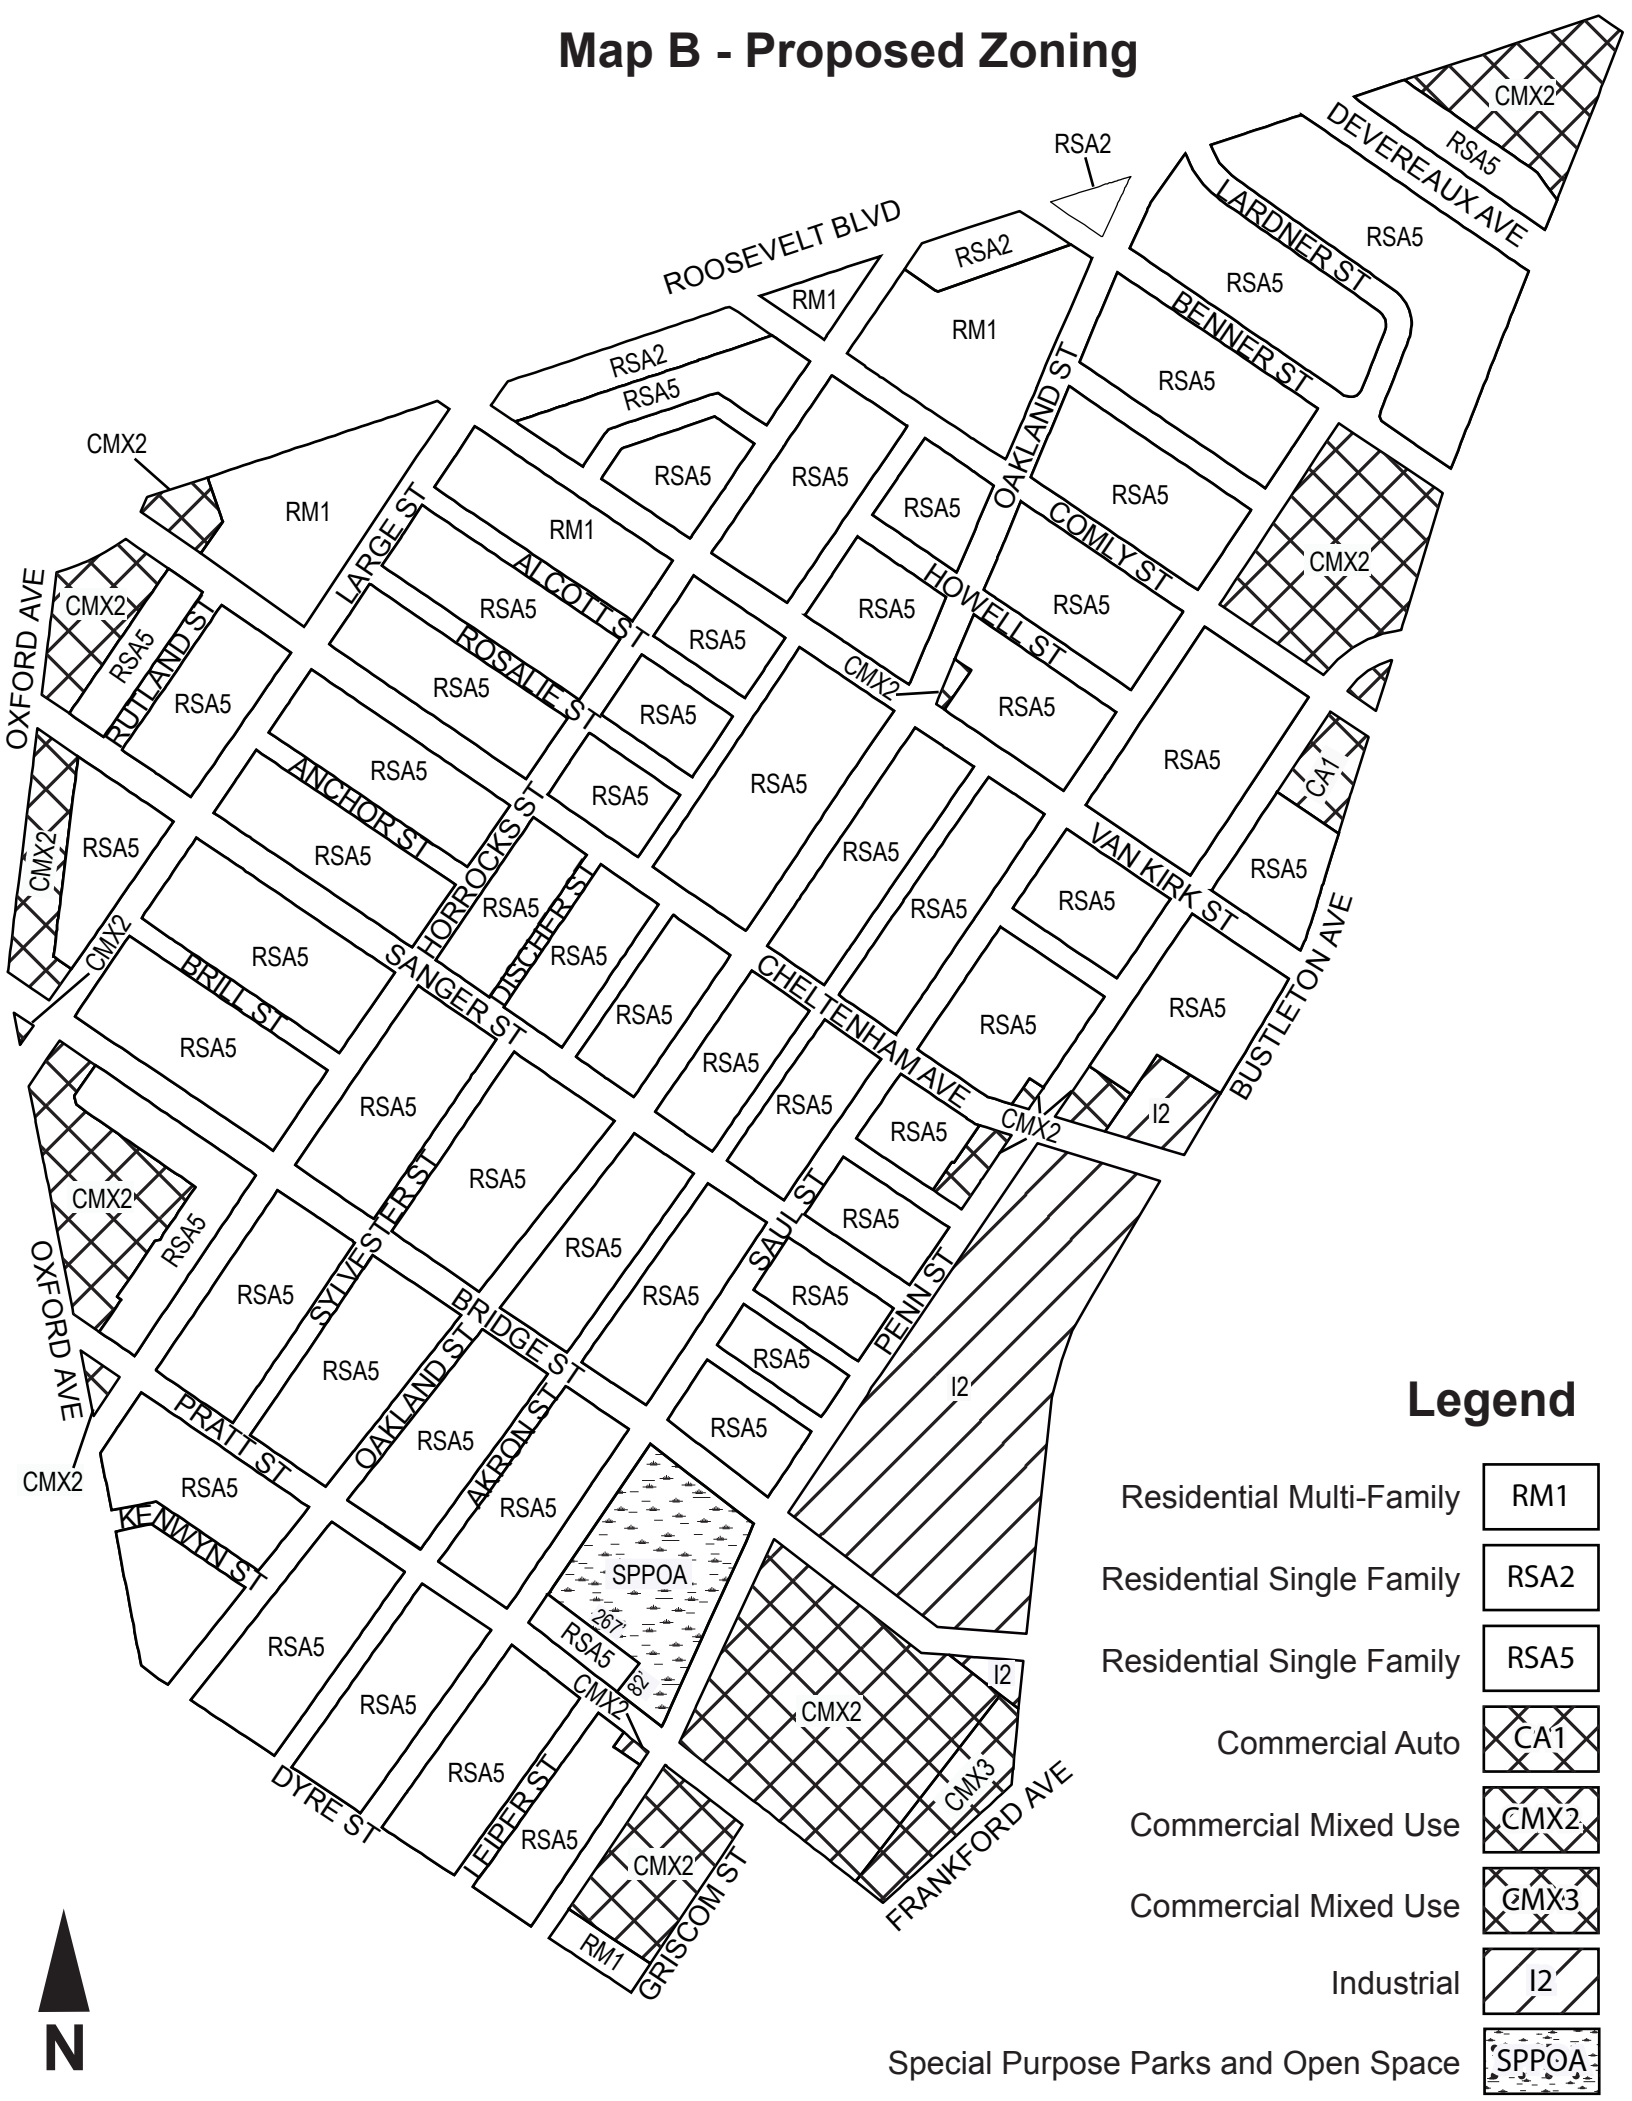 Map B - Proposed Zoning
CMX2
RSA5
DEVEREAUX AVE
RSA2
LARDNER ST
RSA5
ROOSEVELT BLVD
RSA2
RSA5
BENNER ST
RM1
RM1
RSA2
RSA5
RSA5
OAKLAND ST
CMX2
RM1
RSA5
RSA5
RSA5
RSA5
COMLY ST
CMX2
LARGE ST
RM1
ALCOTT ST
RSA5
HOWELL ST
RSA5
OXFORD AVE
CMX2
RSA5
RUTLAND ST
RSA5
RSA5
ROSALIE ST
RSA5
RSA5
RSA5
CMX2
RSA5
RSA5
CA1
RSA5
ANCHOR ST
RSA5
RSA5
HORROCKS ST
RSA5
VAN KIRK ST
RSA5
CMX2
RSA5
RSA5
RSA5
RSA5
DISCHER ST
RSA5
RSA5
RSA5
BUSTLETON AVE
CMX2
RSA5
BRILL ST
SANGER ST
RSA5
RSA5
CHELTENHAM AVE
RSA5
RSA5
RSA5
RSA5
RSA5
RSA5
RSA5
CMX2
I2
CMX2
RSA5
SYLVESTER ST
RSA5
RSA5
SAUL ST
RSA5
PENN ST
OXFORD AVE
RSA5
BRIDGE ST
RSA5
RSA5
RSA5
RSA5
OAKLAND ST
RSA5
AKRON ST
RSA5
I2
CMX2
PRATT ST
RSA5
KENWYN ST
RSA5
SPPOA
267'
RSA5
82'
CMX2
RSA5
RSA5
CMX2
I2
CMX3
FRANKFORD AVE
DYRE ST
RSA5
LEIPER ST
RSA5
CMX2
GRISCOM ST
RM1
N
Legend
Residential Multi-Family RM1
Residential Single Family RSA2
Residential Single Family RSA5
Commercial Auto CA1
Commercial Mixed Use CMX2
Commercial Mixed Use CMX3
Industrial I2
Special Purpose Parks and Open Space SPPOA